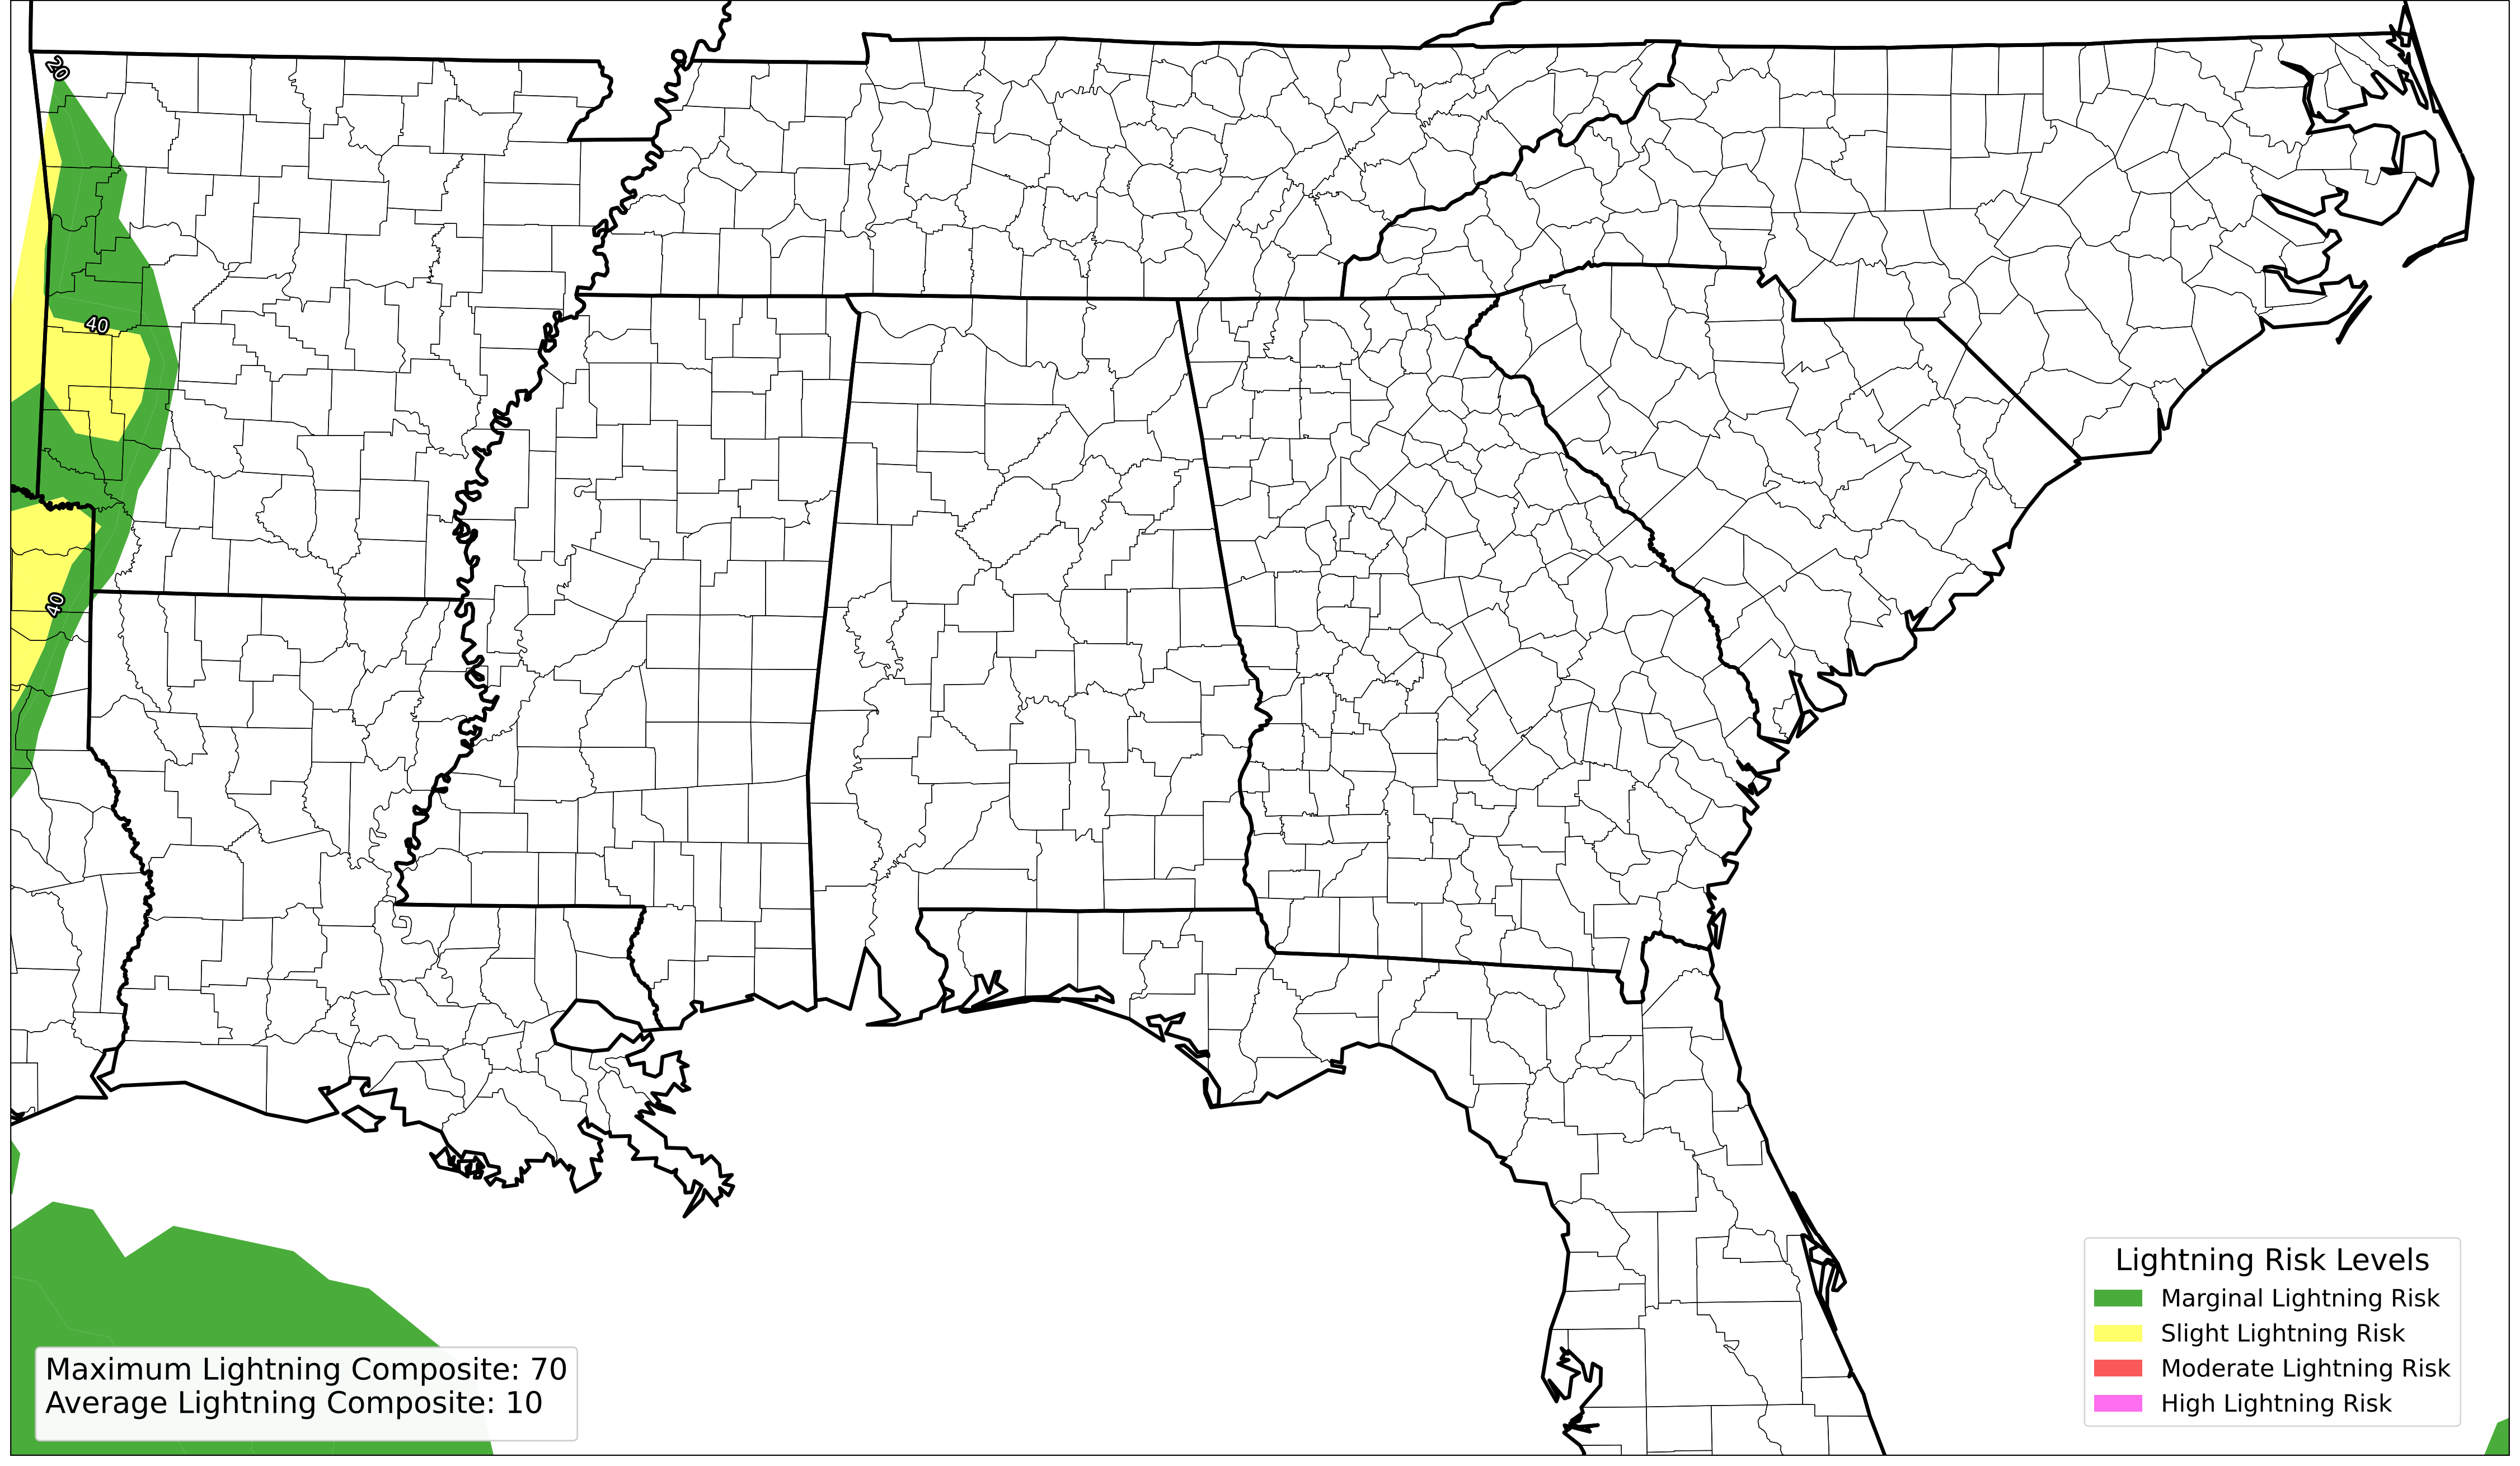 20
40
40
Maximum Lightning Composite: 70
Average Lightning Composite: 10
Lightning Risk Levels
Marginal Lightning Risk
Slight Lightning Risk
Moderate Lightning Risk
High Lightning Risk